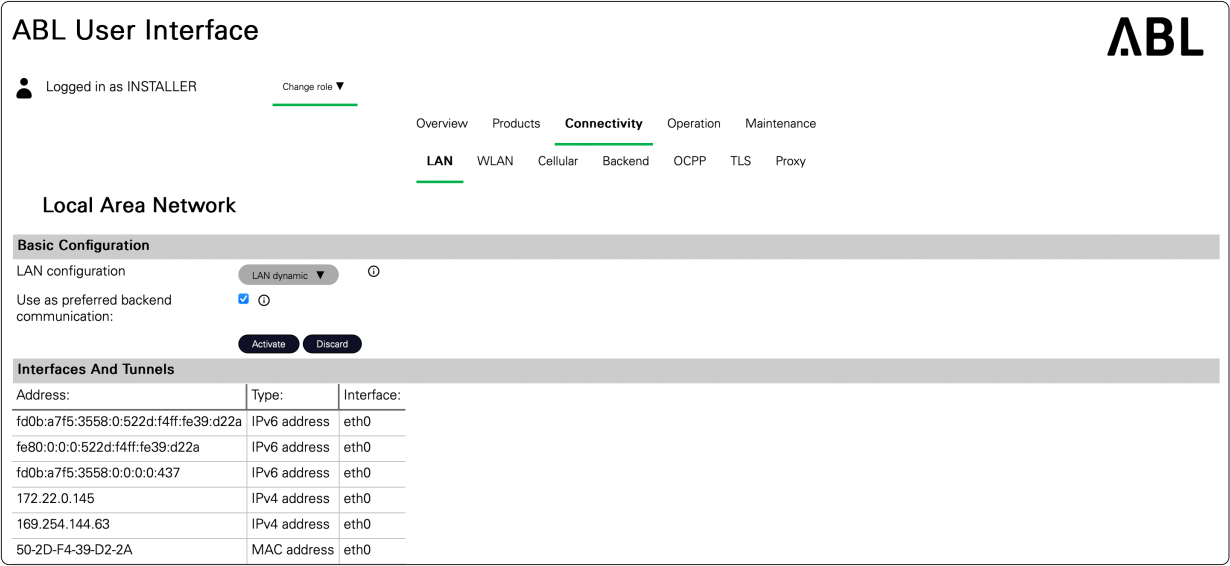 ABL User Interface
ABL
Logged in as INSTALLER Change role ▼
Overview Products Connectivity Operation Maintenance
LAN WLAN Cellular Backend OCPP TLS Proxy
Local Area Network
Basic Configuration
LAN configuration LAN dynamic ▼
Use as preferred backend
communication:
Activate Discard
Interfaces And Tunnels
Address: Type: Interface:
fd0b:a7f5:3558:0:522d:f4ff:fe39:d22a IPv6 address eth0
fe80:0:0:0:522d:f4ff:fe39:d22a IPv6 address eth0
fd0b:a7f5:3558:0:0:0:0:437 IPv6 address eth0
172.22.0.145 IPv4 address eth0
169.254.144.63 IPv4 address eth0
50-2D-F4-39-D2-2A MAC address eth0